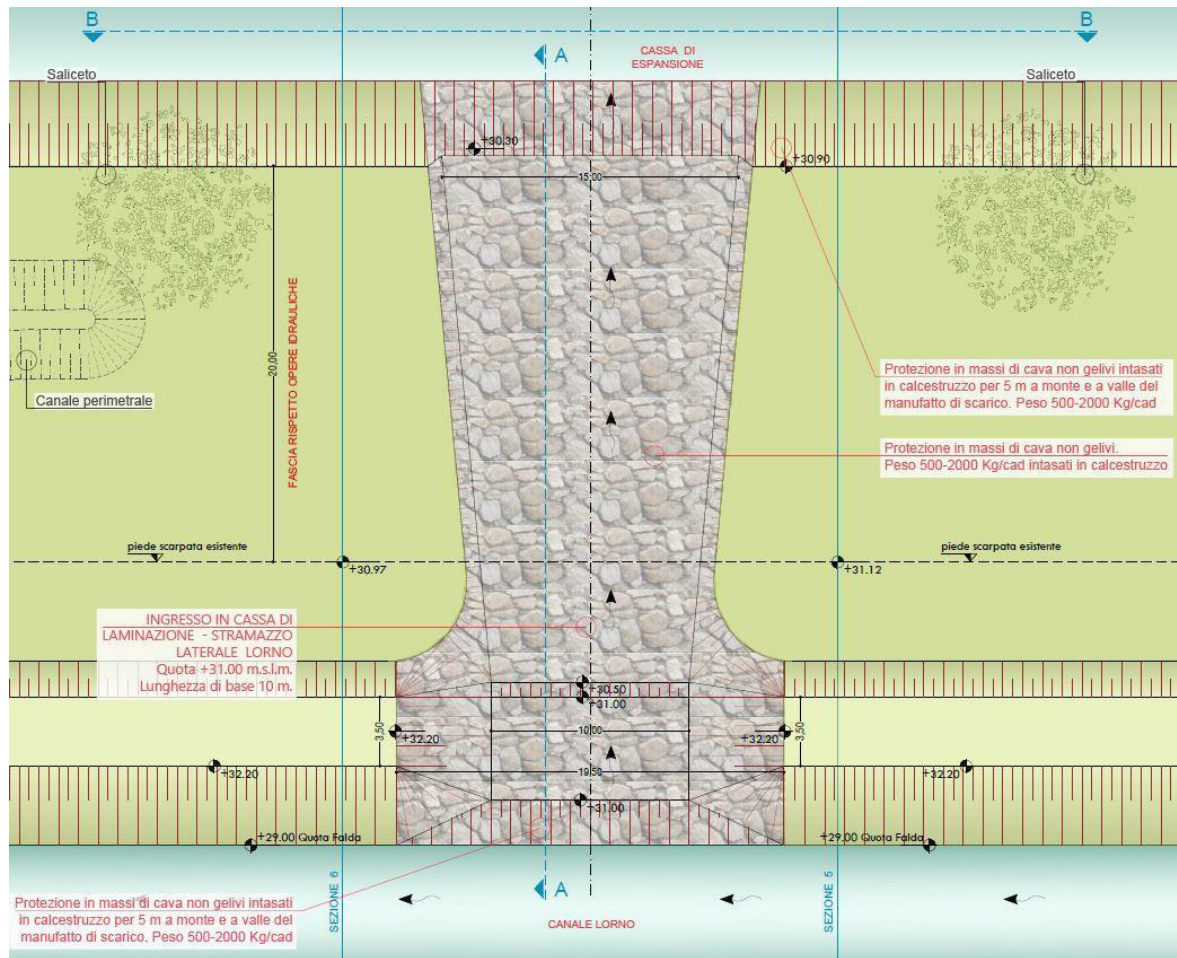 B
B
A
CASSA DI
ESPANSIONE
Saliceto
Saliceto
+30.30
+30.90
15.00
20,00
FASCIA RISPETTO OPERE IDRAULICHE
Canale perimetrale
Protezione in massi di cava non gelivi intasati
in calcestruzzo per 5 m a monte e a valle del
manufatto di scarico. Peso 500-2000 Kg/cad
Protezione in massi di cava non gelivi.
Peso 500-2000 Kg/cad intasati in calcestruzzo
piede scarpata esistente
piede scarpata esistente
+30.97
+31.12
INGRESSO IN CASSA DI
LAMINAZIONE - STRAMAZZO
LATERALE LORNO
Quota +31.00 m.s.l.m.
Lunghezza di base 10 m.
+30.50
+31.00
3,50
+32.20
10.00
+32.20
3,50
+32.20
19.50
+32.20
+31.00
+29.00 Quota Falda
+29.00 Quota Falda
SEZIONE 6
A
SEZIONE 5
Protezione in massi di cava non gelivi intasati
in calcestruzzo per 5 m a monte e a valle del
manufatto di scarico. Peso 500-2000 Kg/cad
CANALE LORNO